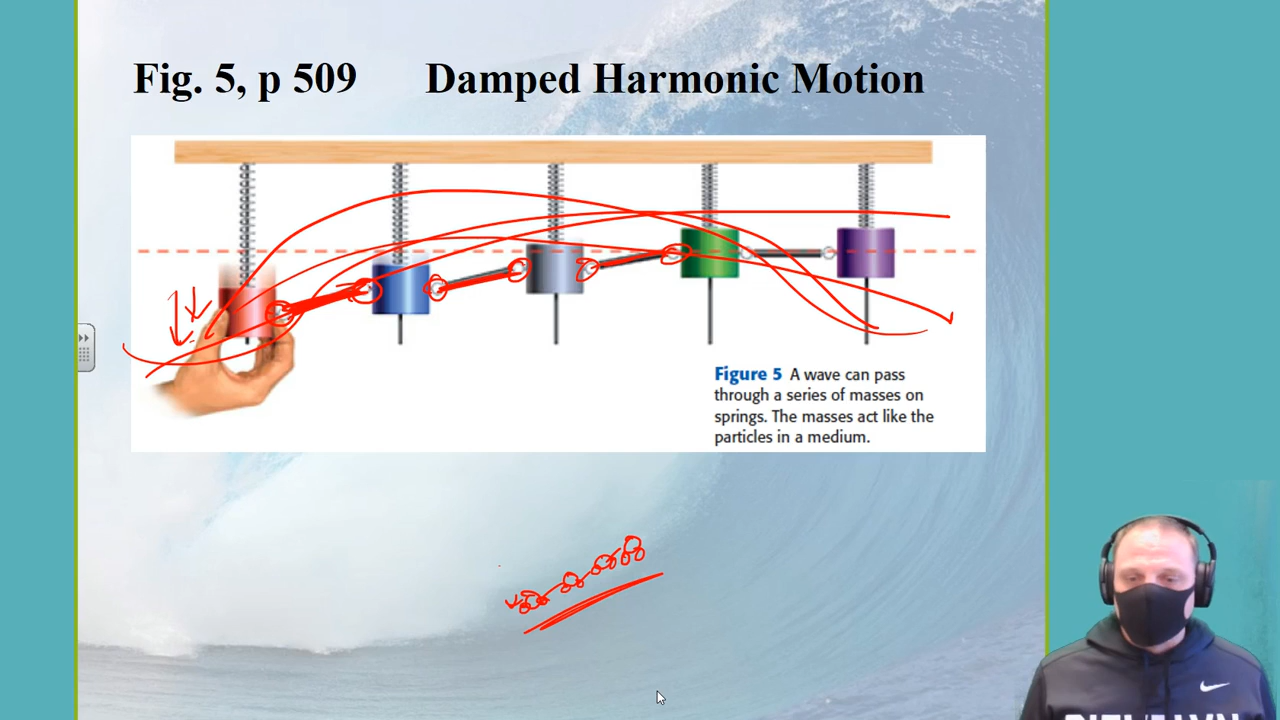 Fig. 5, p 509 Damped Harmonic Motion
Figure 5 A wave can pass
through a series of masses on
springs. The masses act like the
particles in a medium.